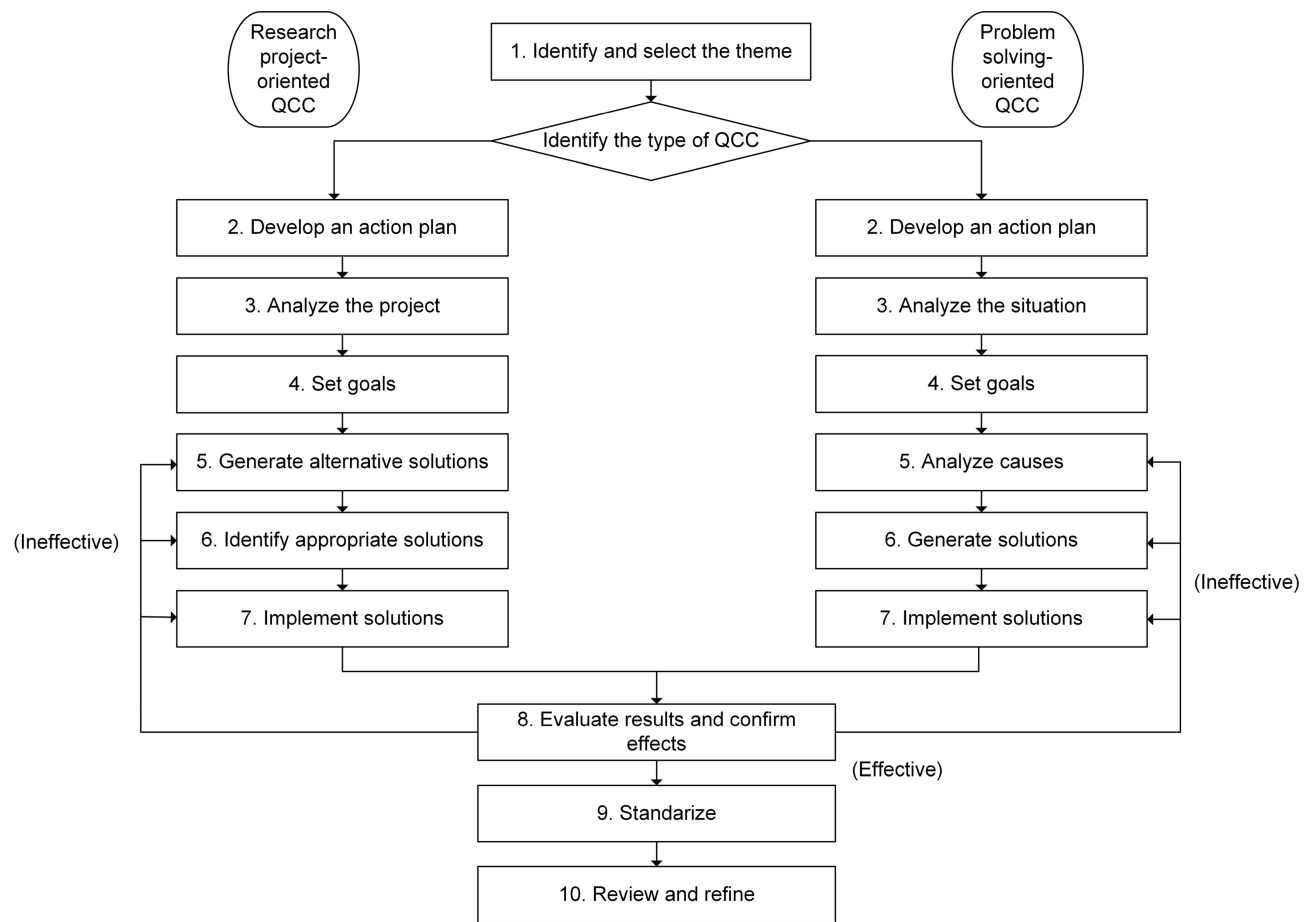 Research
project-
oriented
QCC
1. Identify and select the theme
Problem
solving-
oriented
QCC
Identify the type of QCC
2. Develop an action plan
2. Develop an action plan
3. Analyze the project
3. Analyze the situation
4. Set goals
4. Set goals
5. Generate alternative solutions
5. Analyze causes
(Ineffective)
6. Identify appropriate solutions
6. Generate solutions
(Ineffective)
7. Implement solutions
7. Implement solutions
8. Evaluate results and confirm
effects
(Effective)
9. Standarize
10. Review and refine